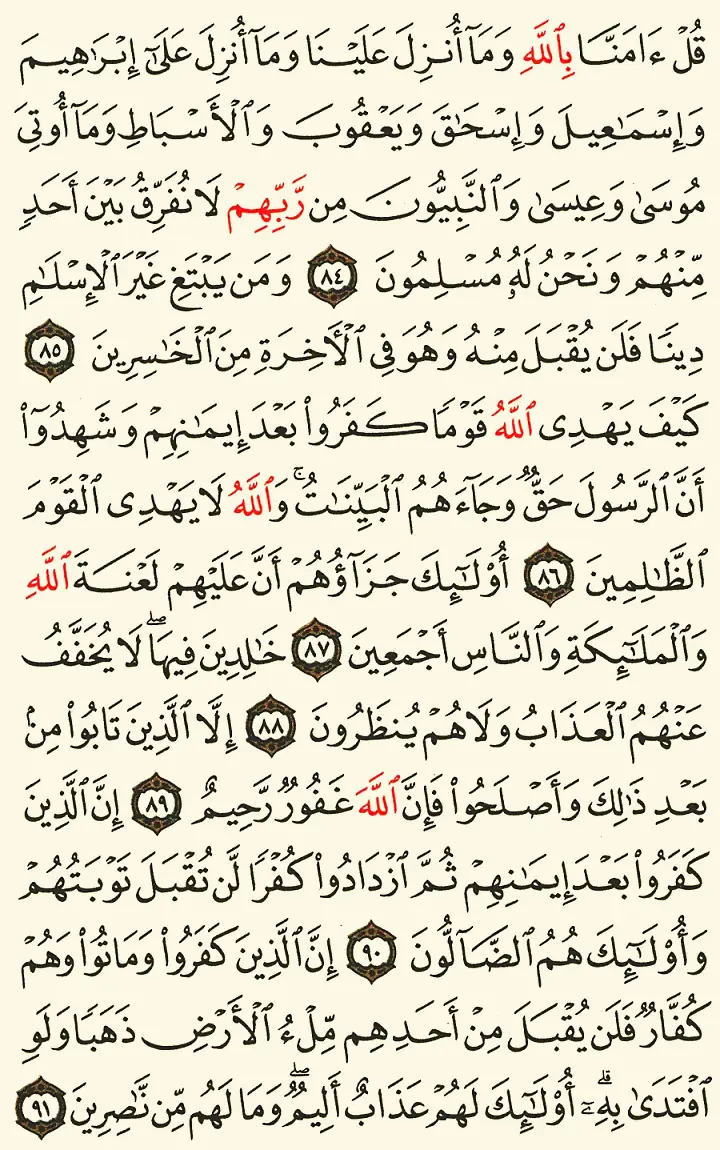 قُلْ ءَامَنَّا بِٱللَّهِ وَمَآ أُنزِلَ عَلَيْنَا وَمَآ أُنزِلَ عَلَىٰٓ إِبْرَٰهِيمَ
وَإِسْمَـٰعِيلَ وَإِسْحَـٰقَ وَيَعْقُوبَ وَٱلْأَسْبَاطِ وَمَآ أُوتِىَ
مُوسَىٰ وَعِيسَىٰ وَٱلنَّبِيُّونَ مِن رَّبِّهِمْ لَا نُفَرِّقُ بَيْنَ أَحَدٍ
مِّنْهُمْ وَنَحْنُ لَهُۥ مُسْلِمُونَ ٨٤ وَمَن يَبْتَغِ غَيْرَ ٱلْإِسْلَـٰمِ
دِينًا فَلَن يُقْبَلَ مِنْهُ وَهُوَ فِى ٱلْأَخِرَةِ مِنَ ٱلْخَـٰسِرِينَ ٨٥
كَيْفَ يَهْدِى ٱللَّهُ قَوْمًا كَفَرُوا۟ بَعْدَ إِيمَـٰنِهِمْ وَشَهِدُوٓا۟
أَنَّ ٱلرَّسُولَ حَقٌّ وَجَآءَهُمُ ٱلْبَيِّنَـٰتُ ۚ وَٱللَّهُ لَا يَهْدِى ٱلْقَوْمَ
ٱلظَّـٰلِمِينَ ٨٦ أُو۟لَـٰٓئِكَ جَزَآؤُهُمْ أَنَّ عَلَيْهِمْ لَعْنَةَ ٱللَّهِ
وَٱلْمَلَـٰٓئِكَةِ وَٱلنَّاسِ أَجْمَعِينَ ٨٧ خَـٰلِدِينَ فِيهَا ۖ لَا يُخَفَّفُ
عَنْهُمُ ٱلْعَذَابُ وَلَا هُمْ يُنظَرُونَ ٨٨ إِلَّا ٱلَّذِينَ تَابُوا۟ مِنۢ
بَعْدِ ذَٰلِكَ وَأَصْلَحُوا۟ فَإِنَّ ٱللَّهَ غَفُورٌ رَّحِيمٌ ٨٩ إِنَّ ٱلَّذِينَ
كَفَرُوا۟ بَعْدَ إِيمَـٰنِهِمْ ثُمَّ ٱزْدَادُوا۟ كُفْرًا لَّن تُقْبَلَ تَوْبَتُهُمْ
وَأُو۟لَـٰٓئِكَ هُمُ ٱلضَّآلُّونَ ٩٠ إِنَّ ٱلَّذِينَ كَفَرُوا۟ وَمَاتُوا۟ وَهُمْ
كُفَّارٌ فَلَن يُقْبَلَ مِنْ أَحَدِهِم مِّلْءُ ٱلْأَرْضِ ذَهَبًا وَلَوِ
ٱفْتَدَىٰ بِهِۦٓ ۗ أُو۟لَـٰٓئِكَ لَهُمْ عَذَابٌ أَلِيمٌ ۖ وَمَا لَهُم مِّن نَّـٰصِرِينَ ٩١